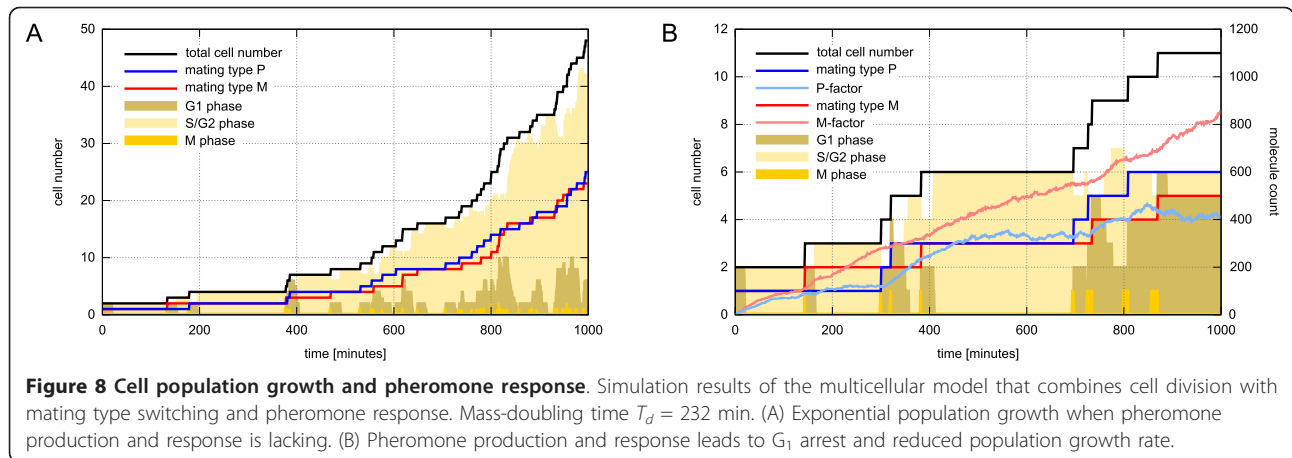 A
50
40
30
20
10
0
cell number
total cell number
mating type P
mating type M
G1 phase
S/G2 phase
M phase
0 200 400 600 800 1000
time [minutes]
B
12
10
8
6
4
2
0
cell number
total cell number
mating type P
P-factor
mating type M
M-factor
G1 phase
S/G2 phase
M phase
1200
1000
800
600
400
200
0
molecule count
0 200 400 600 800 1000
time [minutes]
Figure 8 Cell population growth and pheromone response. Simulation results of the multicellular model that combines cell division with
mating type switching and pheromone response. Mass-doubling time T_d = 232 min. (A) Exponential population growth when pheromone
production and response is lacking. (B) Pheromone production and response leads to G₁ arrest and reduced population growth rate.